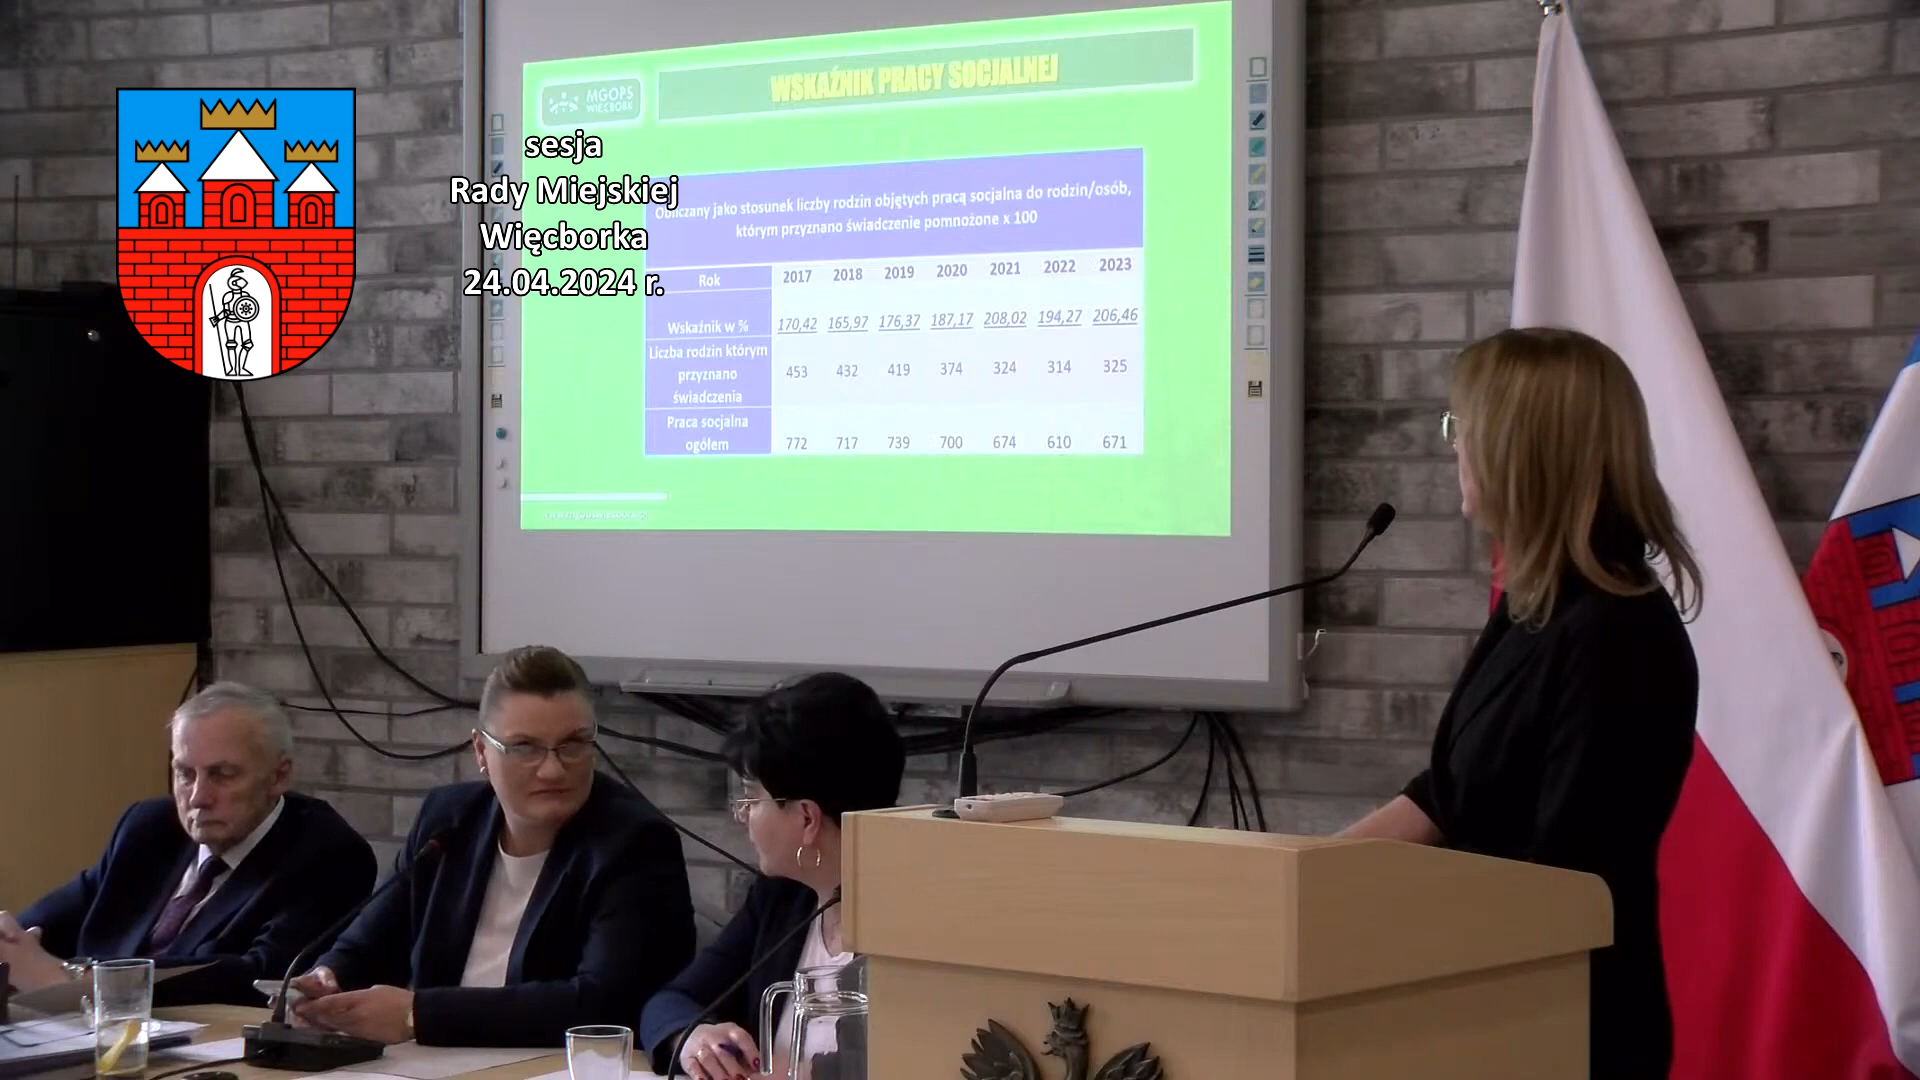 WSKAŹNIK PRACY SOCJALNEJ
MGOPS
WIĘCBORK
sesja
Rady Miejskiej
Więcborka
24.04.2024 r.
Obliczany jako stosunek liczby rodzin objętych pracą socjalna do rodzin/osób,
którym przyznano świadczenie pomnożone x 100
Rok 2017 2018 2019 2020 2021 2022 2023
Wskaźnik w % 170,42 165,97 176,37 187,17 208,02 194,27 206,46
Liczba rodzin którym
przyznano
świadczenia
453 432 419 374 324 314 325
Praca socjalna
ogółem
772 717 739 700 674 610 671